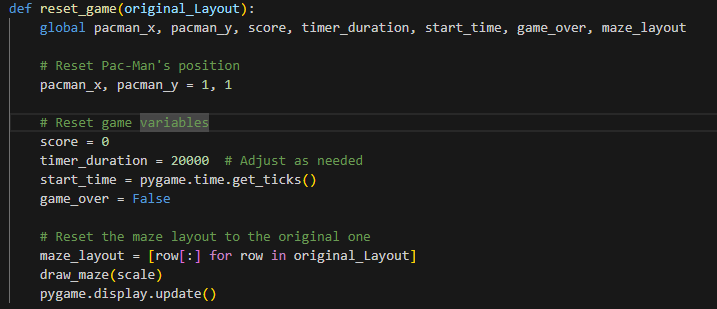 def reset_game(original_Layout):
    global pacman_x, pacman_y, score, timer_duration, start_time, game_over, maze_layout
    # Reset Pac-Man's position
    pacman_x, pacman_y = 1, 1
    # Reset game variables
    score = 0
    timer_duration = 20000  # Adjust as needed
    start_time = pygame.time.get_ticks()
    game_over = False
    # Reset the maze layout to the original one
    maze_layout = [row[:] for row in original_Layout]
    draw_maze(scale)
    pygame.display.update()